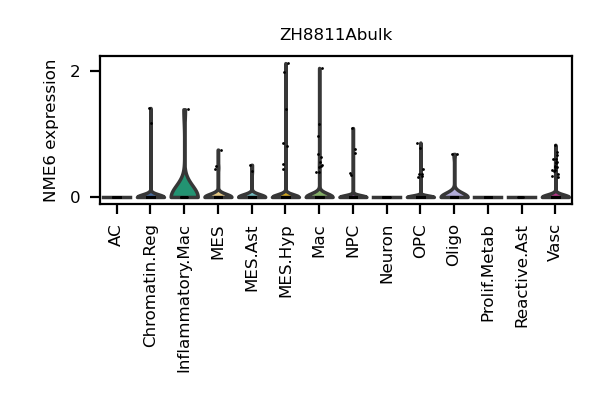 ZH8811Abulk
NME6 expression
2
0
AC
Chromatin.Reg
Inflammatory.Mac
MES
MES.Ast
MES.Hyp
Mac
NPC
Neuron
OPC
Oligo
Prolif.Metab
Reactive.Ast
Vasc